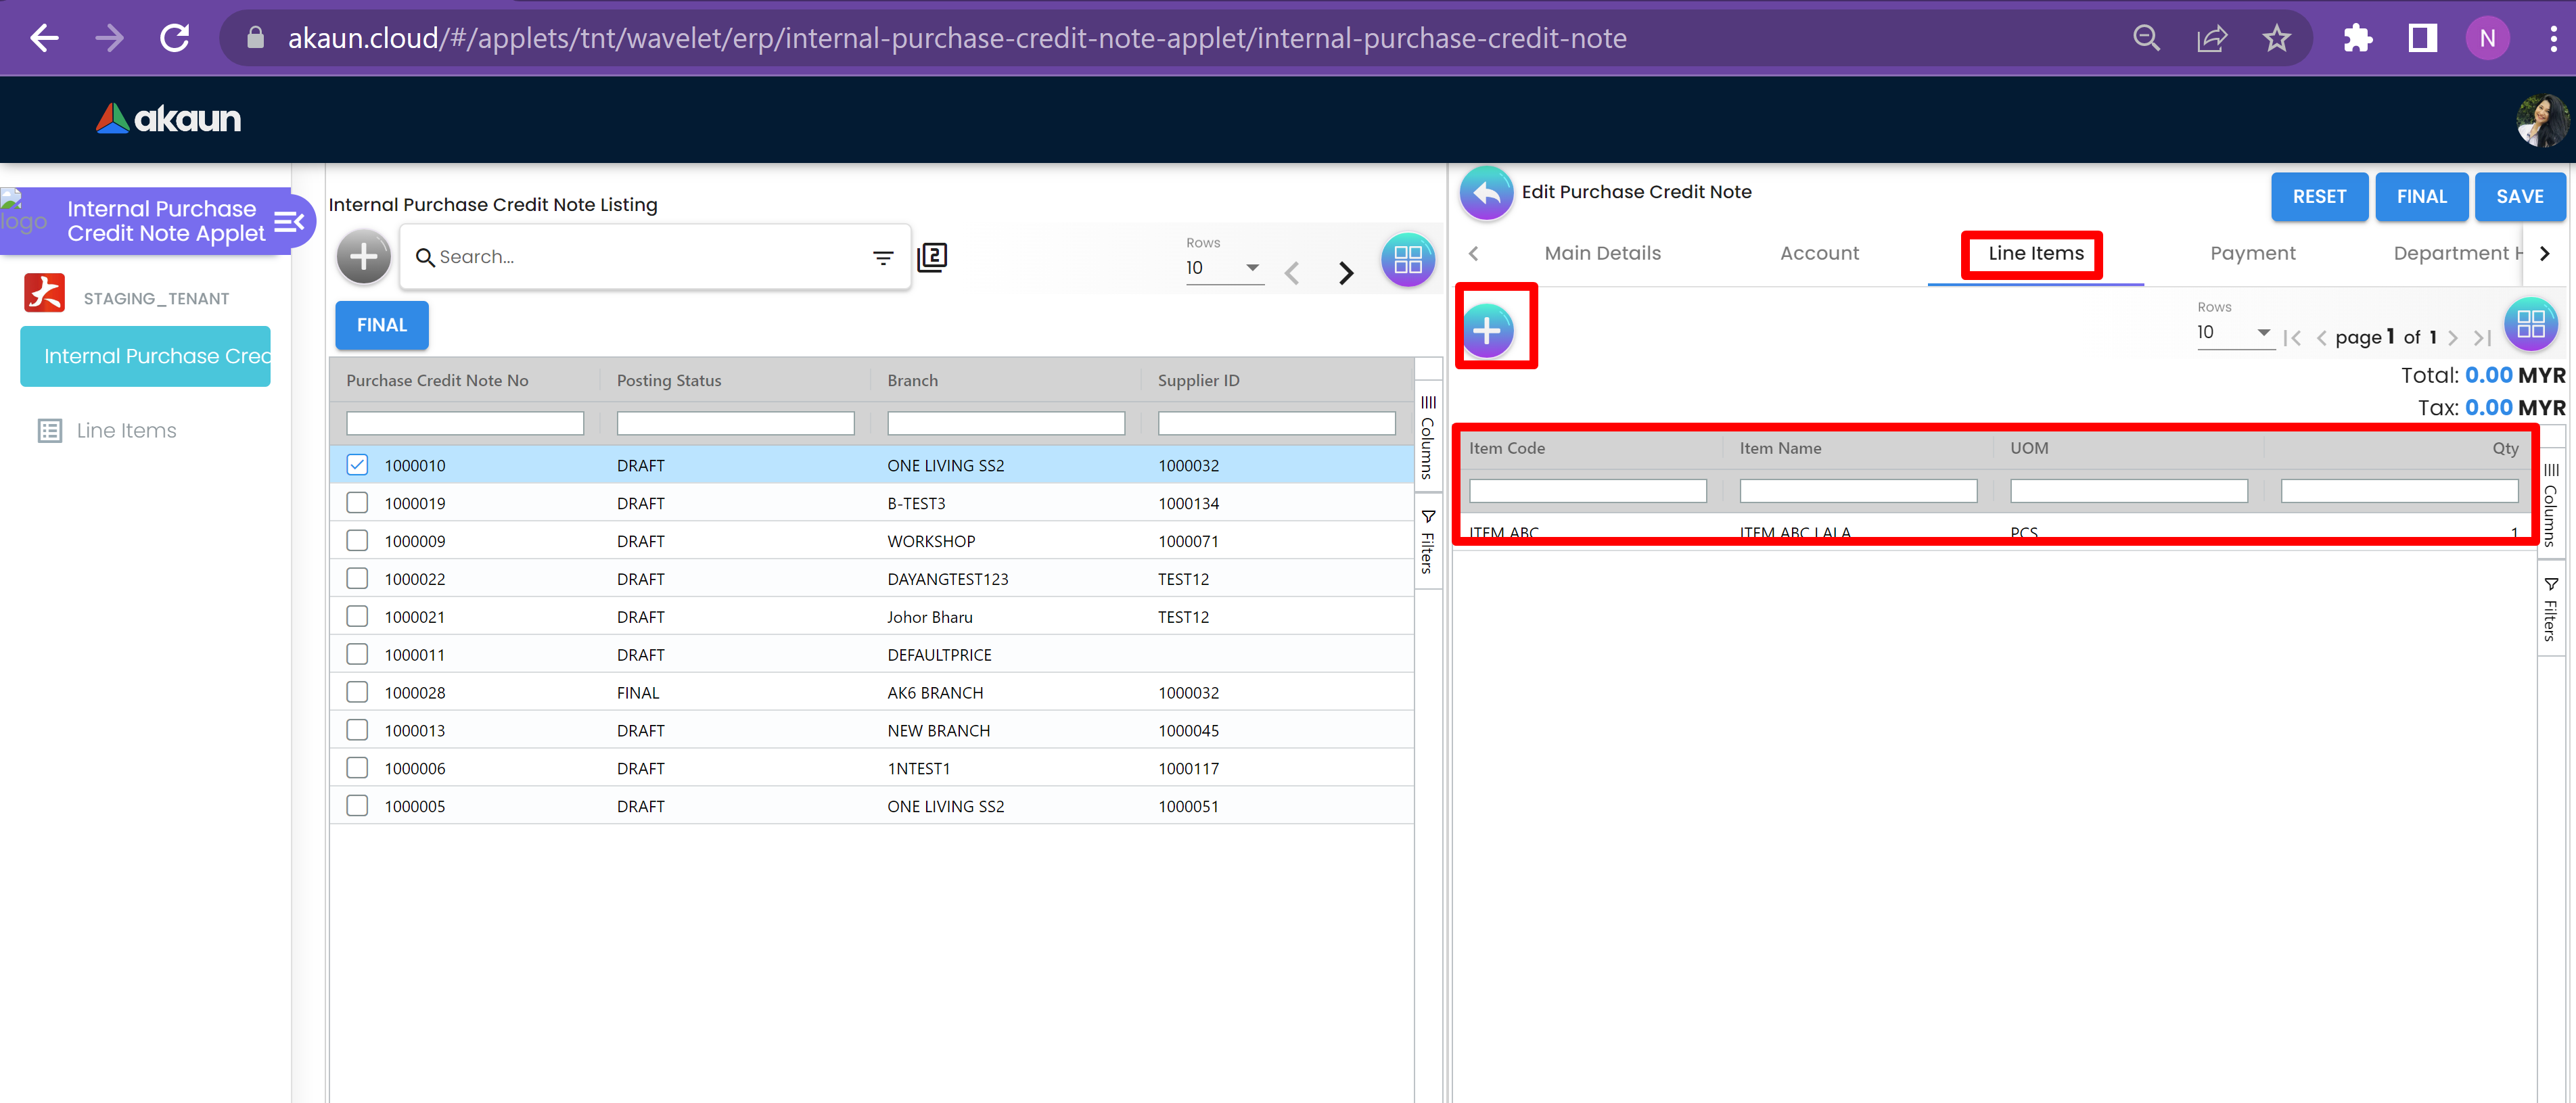 akaun.cloud/#/applets/tnt/wavelet/erp/internal-purchase-credit-note-applet/internal-purchase-credit-note
N
akaun
logo
Internal Purchase
Credit Note Applet
STAGING_TENANT
Internal Purchase Cred
Line Items
Internal Purchase Credit Note Listing
Search...
2
Rows
10
FINAL
Purchase Credit Note No Posting Status Branch Supplier ID
1000010 DRAFT ONE LIVING SS2 1000032
1000019 DRAFT B-TEST3 1000134
1000009 DRAFT WORKSHOP 1000071
1000022 DRAFT DAYANGTEST123 TEST12
1000021 DRAFT Johor Bharu TEST12
1000011 DRAFT DEFAULTPRICE
1000028 FINAL AK6 BRANCH 1000032
1000013 DRAFT NEW BRANCH 1000045
1000006 DRAFT 1NTEST1 1000117
1000005 DRAFT ONE LIVING SS2 1000051
Columns
Filters
Edit Purchase Credit Note
RESET FINAL SAVE
Main Details Account Line Items Payment Department H
Rows
10 page 1 of 1
Total: 0.00 MYR
Tax: 0.00 MYR
Item Code Item Name UOM Qty
ITEM ABC ITEM ABC LALA PCS 1
Columns
Filters